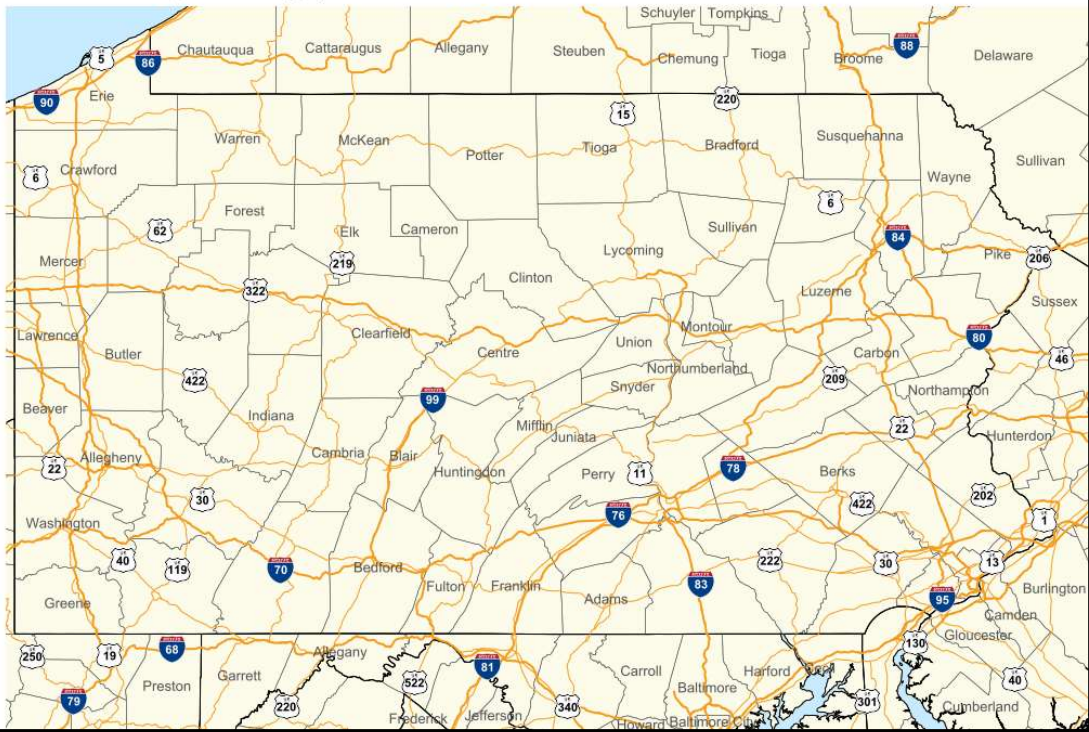 Schuyler
Tompkins
US
5
86
Chautauqua
Cattaraugus
Allegany
Steuben
Chemung
Tioga
Broome
88
Delaware
90
Erie
15
220
Warren
McKean
Potter
Tioga
Bradford
Susquehanna
Sullivan
6
Crawford
Wayne
6
62
Forest
Elk
Cameron
Sullivan
84
Mercer
219
Lycoming
Pike
206
322
Clinton
Luzerne
Sussex
Lawrence
Butler
Clearfield
Centre
Union
Montour
80
Carbon
46
422
Northumberland
209
Snyder
Northampton
Beaver
Indiana
99
Mifflin
Juniata
22
Hunterdon
Allegheny
22
Cambria
Blair
Huntingdon
Perry
11
78
Berks
30
422
202
Washington
76
1
40
119
70
Bedford
Fulton
Franklin
Adams
83
222
30
13
Greene
95
Burlington
Camden
Gloucester
250
19
68
Garrett
Allegany
81
Carroll
Harford
Cecil
130
Preston
79
220
522
340
Baltimore
40
301
Frederick
Jefferson
Howard
Baltimore City
Cumberland